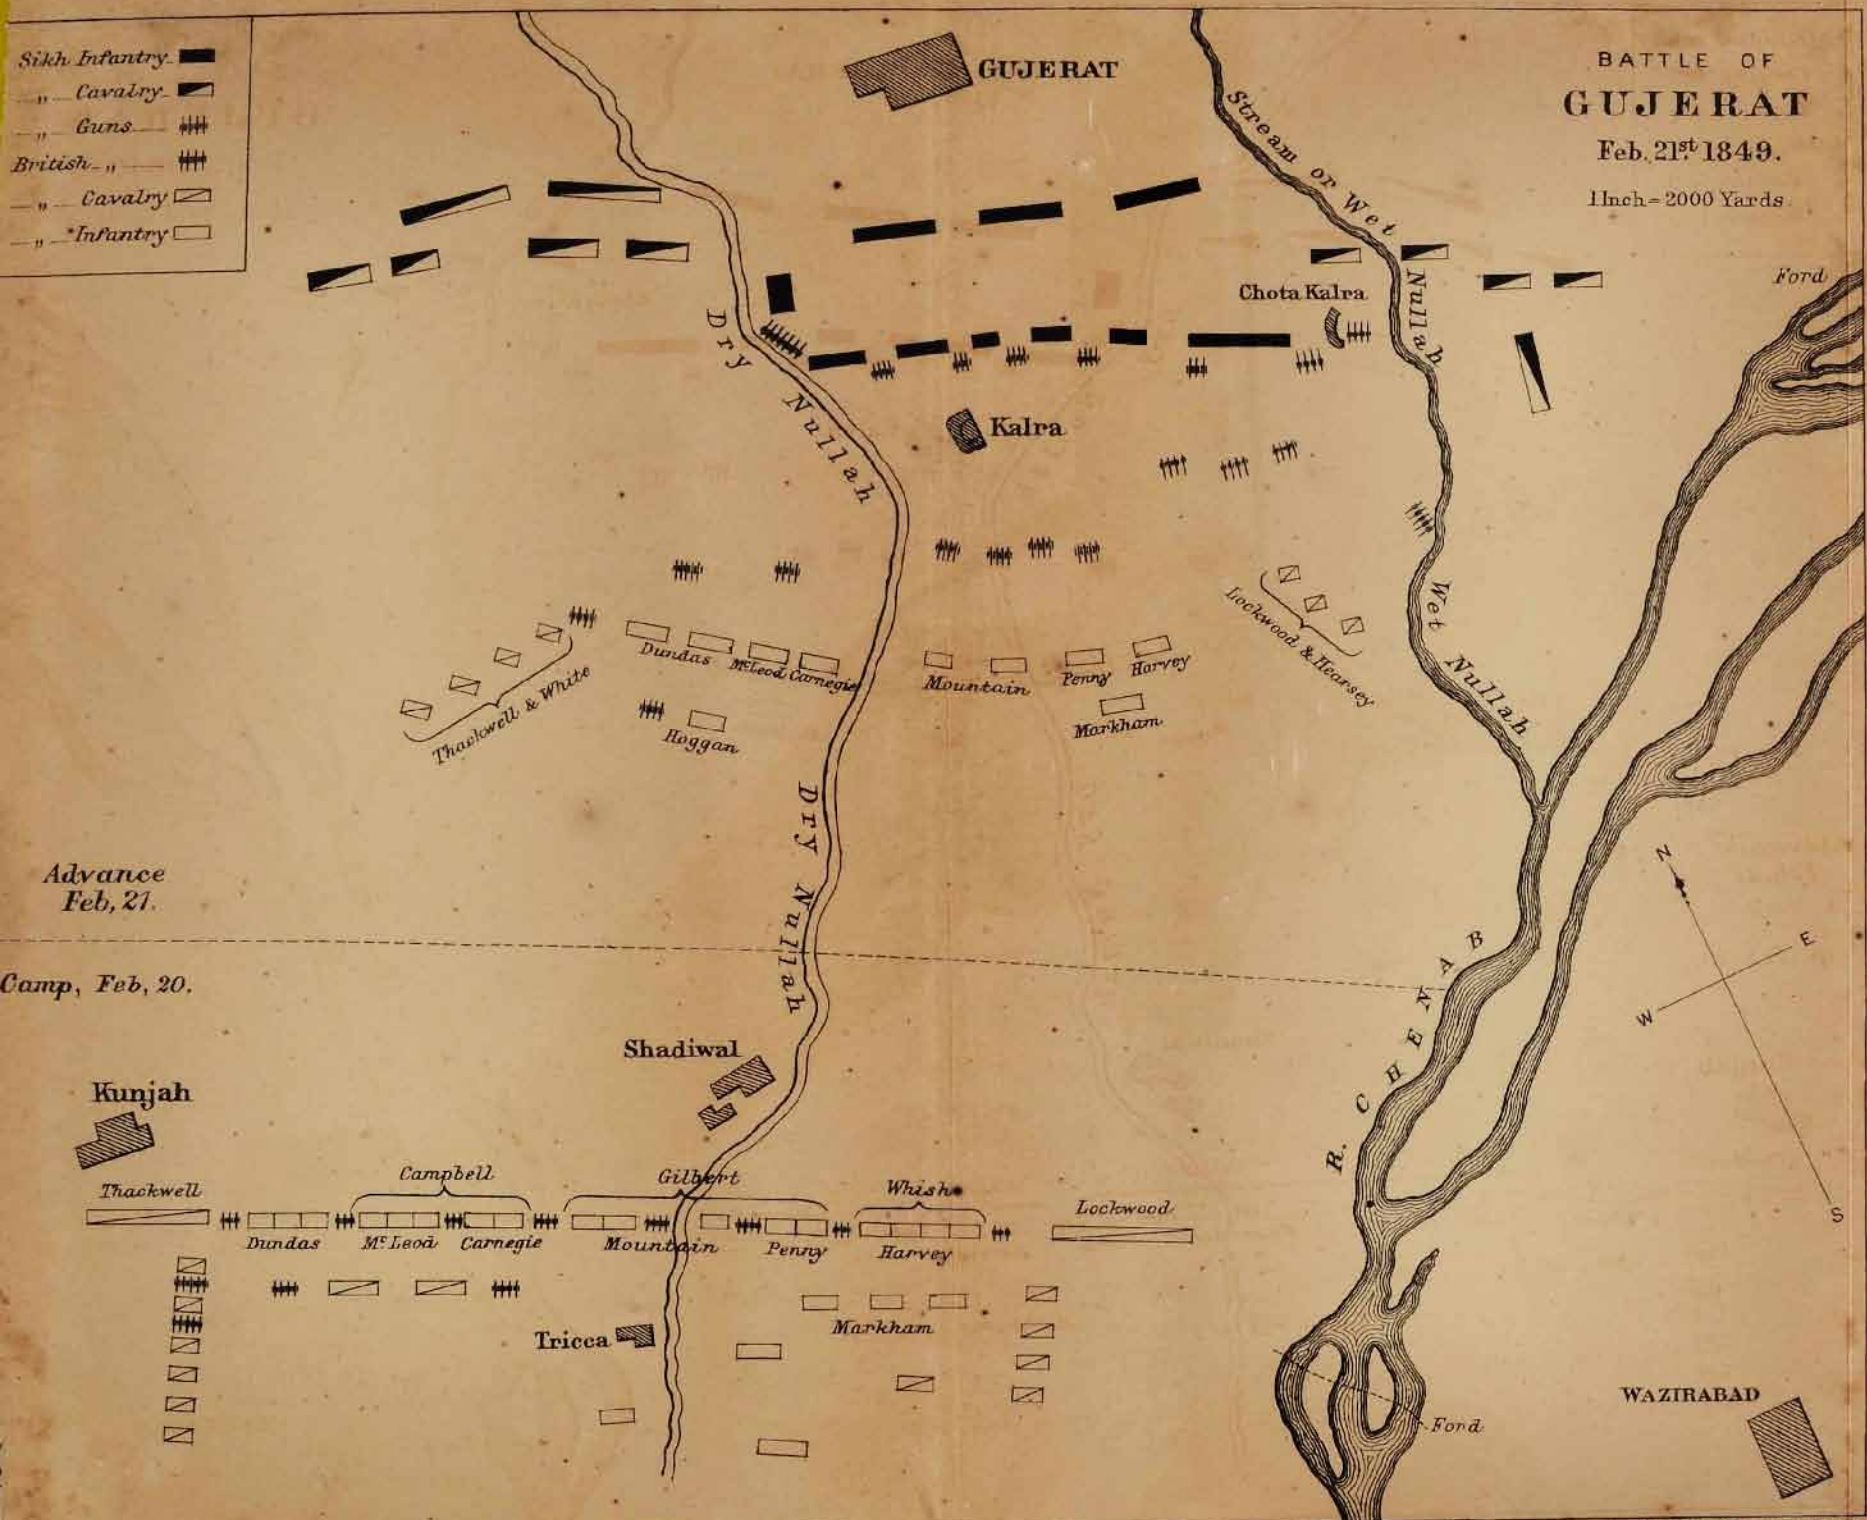 Sikh Infantry
„ Cavalry
„ Guns
British „
„ Cavalry
„ Infantry
GUJERAT
BATTLE OF
GUJERAT
Feb. 21st. 1849.
1 Inch = 2000 Yards
Stream or Wet Nullah
Ford
Chota Kalra
Dry Nullah
Kalra
Wet Nullah
Lockwood & Hearsey
Thackwell & White
Dundas
McLeod
Carnegie
Mountain
Penny
Harvey
Hoggan
Markham
Dry Nullah
Advance
Feb, 21.
Camp, Feb, 20.
R. CHENAB
N
E
W
S
Shadiwal
Kunjah
Thackwell
Campbell
Gilbert
Whish
Lockwood
Dundas
Mc Leod
Carnegie
Mountain
Penny
Harvey
Markham
Tricca
WAZIRABAD
Ford